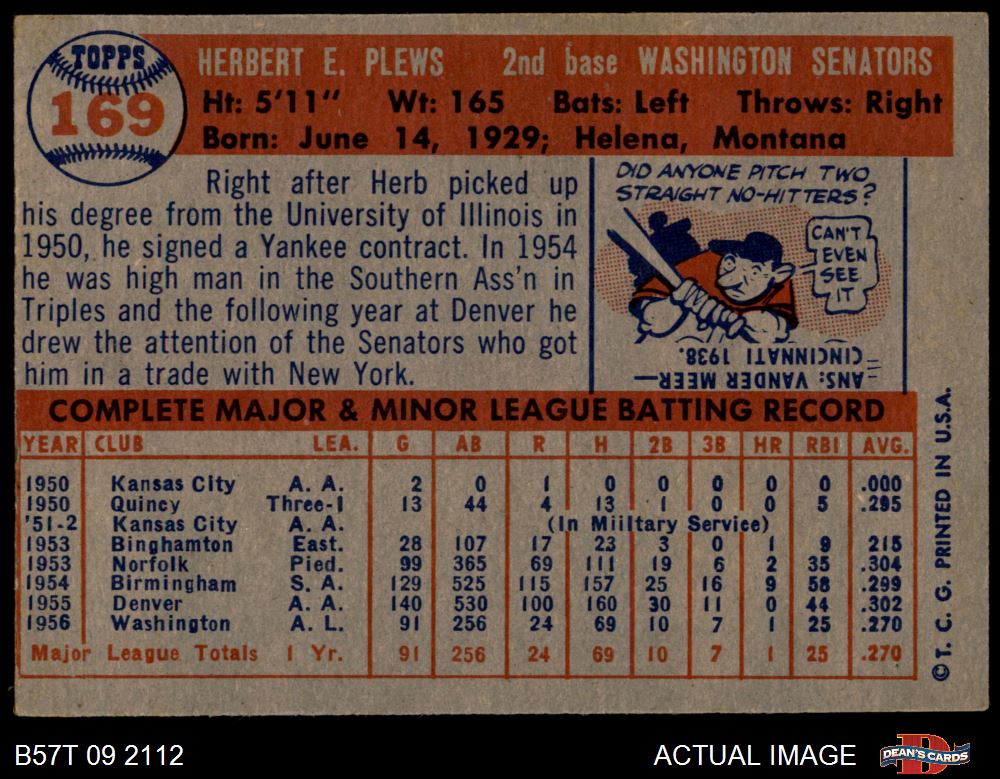 TOPPS
169
HERBERT E. PLEWS 2nd base WASHINGTON SENATORS
Ht: 5'11" Wt: 165 Bats: Left Throws: Right
Born: June 14, 1929; Helena, Montana
Right after Herb picked up
his degree from the University of Illinois in
1950, he signed a Yankee contract. In 1954
he was high man in the Southern Ass'n in
Triples and the following year at Denver he
drew the attention of the Senators who got
him in a trade with New York.
DID ANYONE PITCH TWO
STRAIGHT NO-HITTERS?
CAN'T
EVEN
SEE
IT
ANS: VANDER MEER—
CINCINNATI 1938.
COMPLETE MAJOR & MINOR LEAGUE BATTING RECORD
YEAR CLUB LEA. G AB R H 2B 3B HR RBI AVG.
1950 Kansas City A. A. 2 0 1 0 0 0 0 0 .000
1950 Quincy Three-I 13 44 4 13 1 0 0 5 .295
'51-2 Kansas City A. A. (In Military Service)
1953 Binghamton East. 28 107 17 23 3 0 1 9 .215
1953 Norfolk Pied. 99 365 69 111 19 6 2 35 .304
1954 Birmingham S. A. 129 525 115 157 25 16 9 58 .299
1955 Denver A. A. 140 530 100 160 30 11 0 44 .302
1956 Washington A. L. 91 256 24 69 10 7 1 25 .270
Major League Totals 1 Yr. 91 256 24 69 10 7 1 25 .270
©T. C. G. PRINTED IN U.S.A.
B57T 09 2112
ACTUAL IMAGE
DEAN'S CARDS